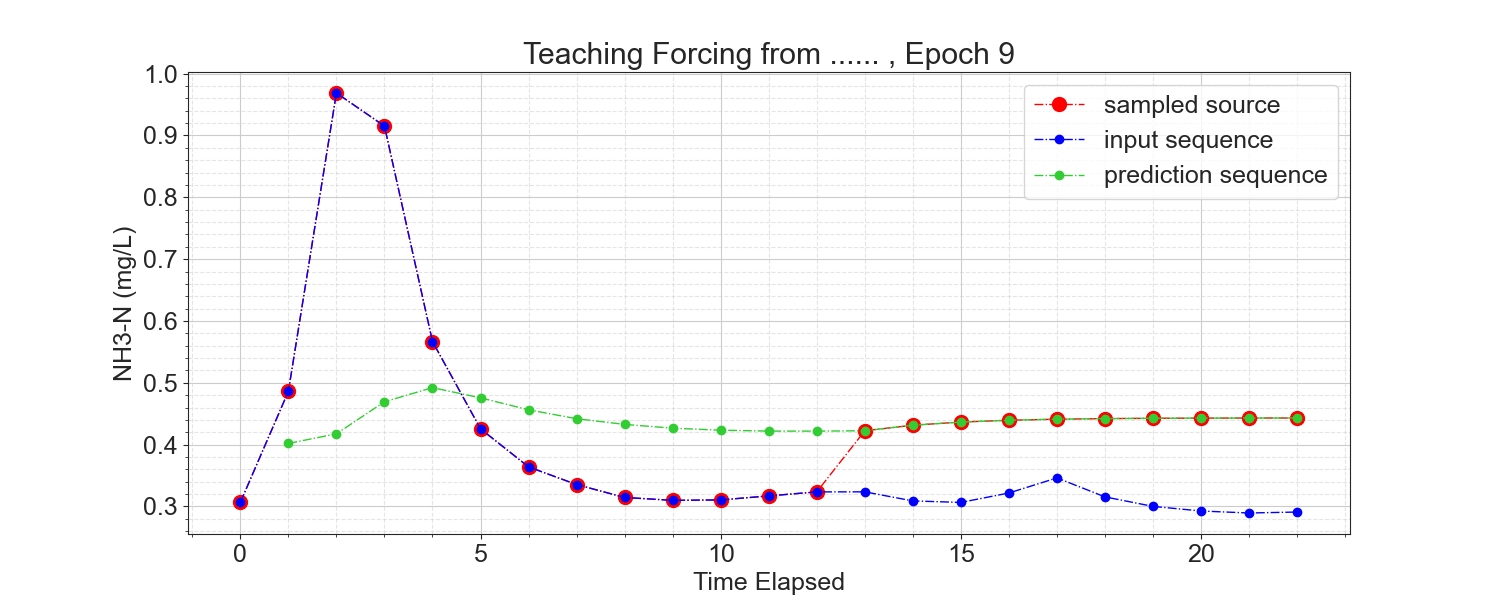 Teaching Forcing from ...... , Epoch 9
1.0
0.9
0.8
0.7
0.6
0.5
0.4
0.3
NH3-N (mg/L)
sampled source
input sequence
prediction sequence
0 5 10 15 20
Time Elapsed